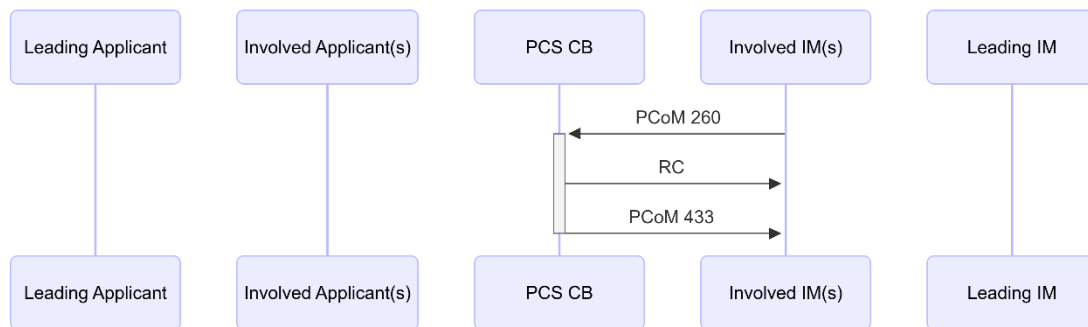 Leading Applicant
Involved Applicant(s)
PCS CB
Involved IM(s)
Leading IM
PCoM 260
RC
PCoM 433
Leading Applicant
Involved Applicant(s)
PCS CB
Involved IM(s)
Leading IM